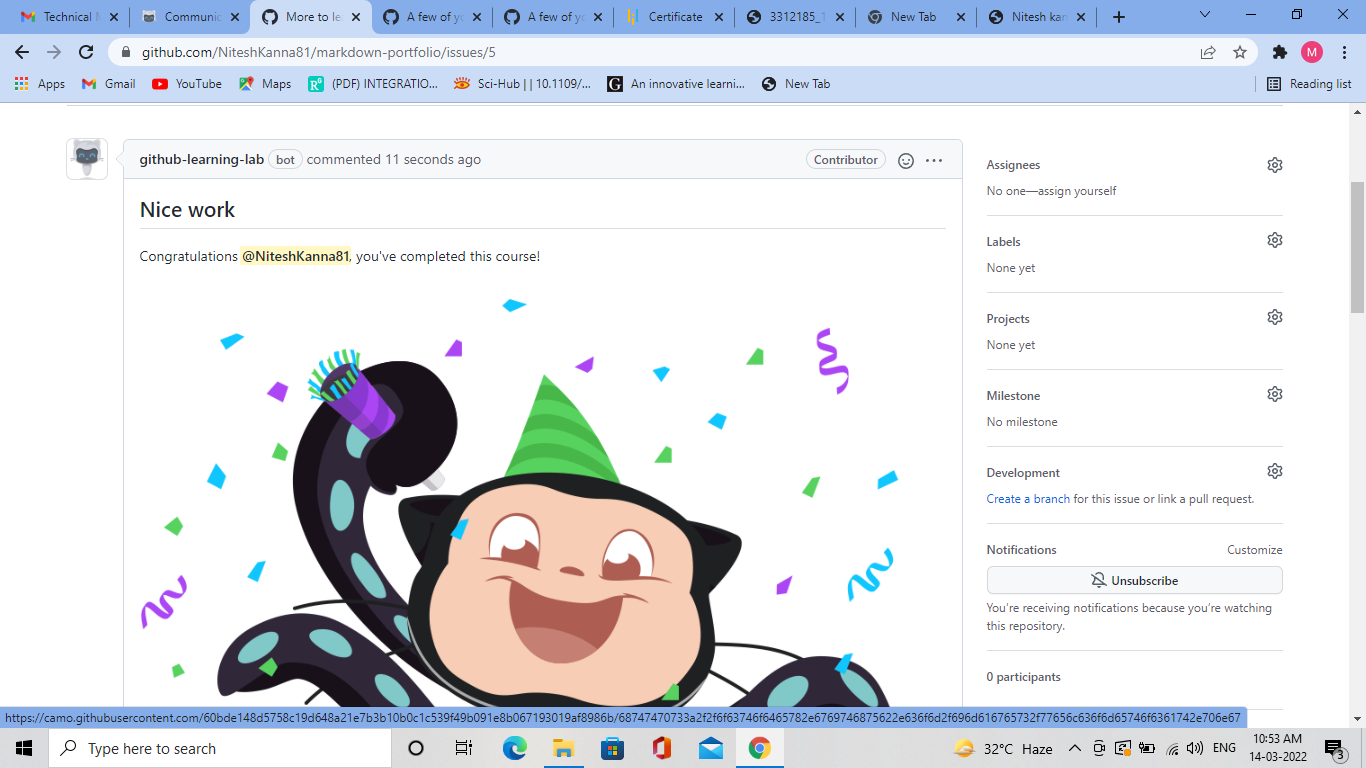 Technical M
Communic
More to le
A few of yo
A few of yo
Certificate
3312185_1
New Tab
Nitesh kan
github.com/NiteshKanna81/markdown-portfolio/issues/5
M
Apps
Gmail
YouTube
Maps
(PDF) INTEGRATIO...
Sci-Hub | | 10.1109/...
An innovative learni...
New Tab
Reading list
github-learning-lab bot commented 11 seconds ago
Contributor
Nice work
Congratulations @NiteshKanna81, you've completed this course!
Assignees
No one—assign yourself
Labels
None yet
Projects
None yet
Milestone
No milestone
Development
Create a branch for this issue or link a pull request.
Notifications
Customize
Unsubscribe
You're receiving notifications because you're watching
this repository.
0 participants
https://camo.githubusercontent.com/60bde148d5758c19d648a21e7b3b10b0c1c539f49b091e8b067193019af8986b/68747470733a2f2f6f63746f6465782e6769746875622e636f6d2f696d616765732f77656c636f6d65746f6361742e706e67
Type here to search
32°C Haze
ENG
10:53 AM
14-03-2022
3